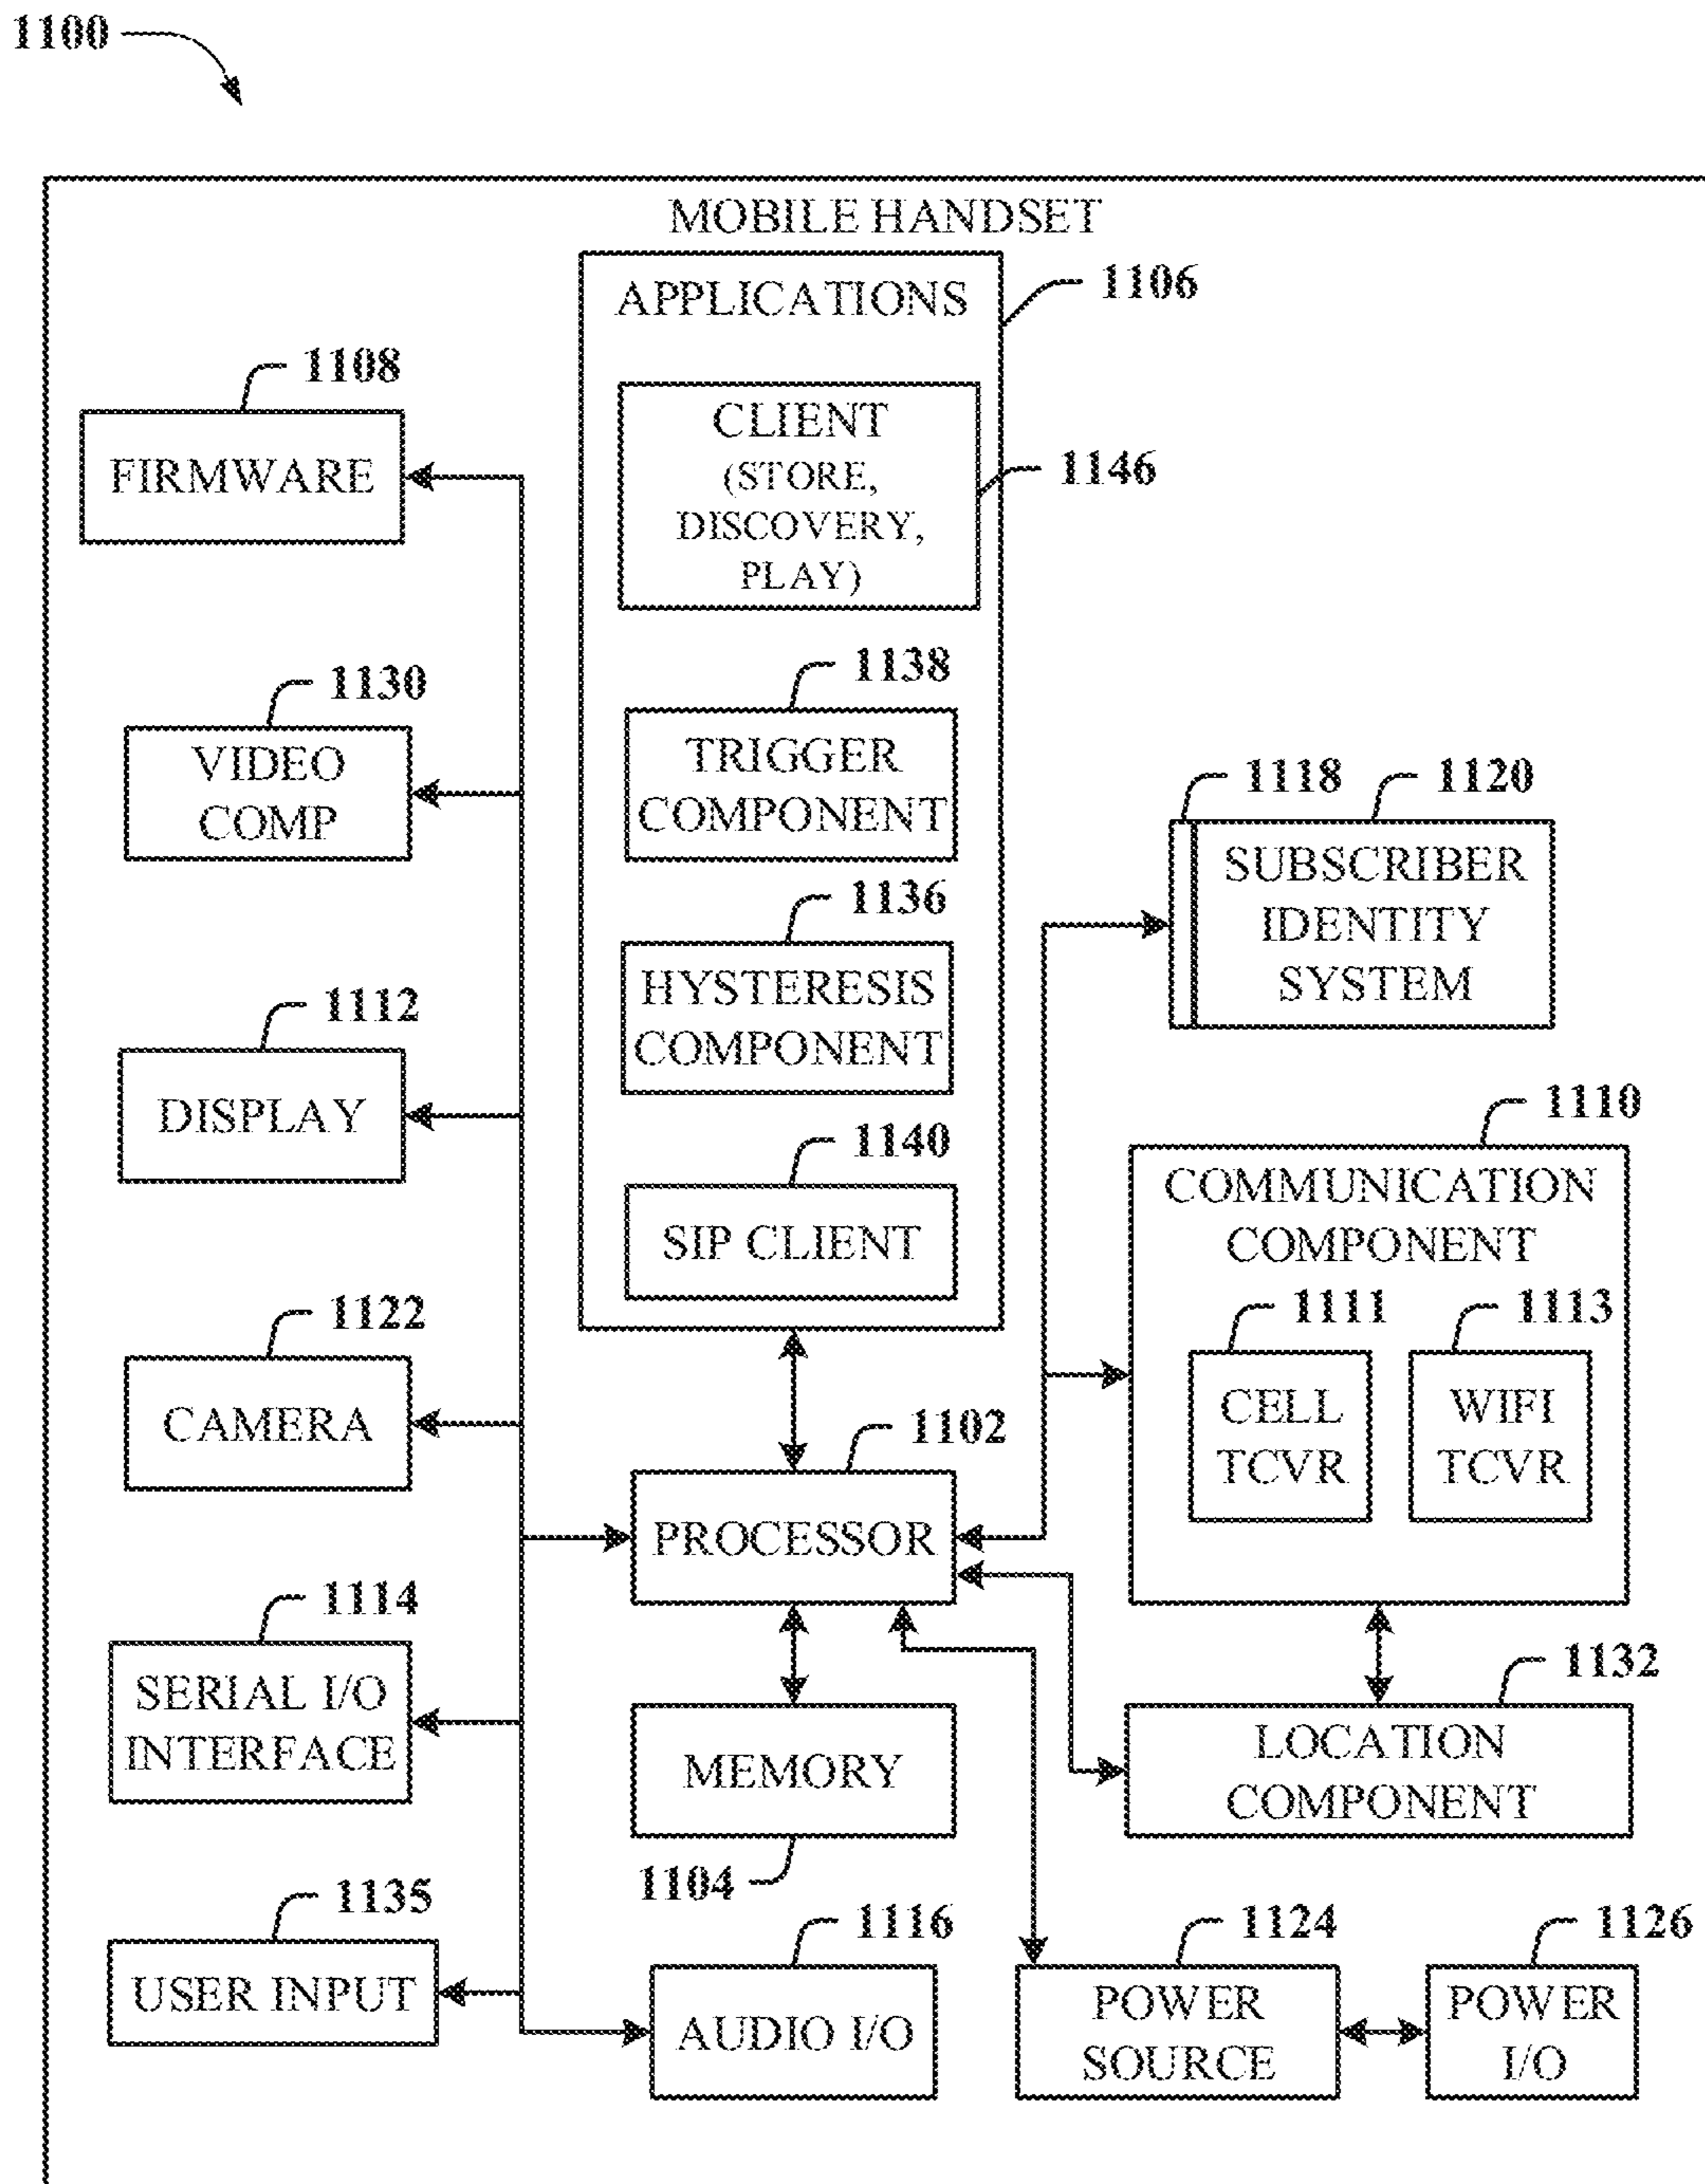 1100
MOBILE HANDSET
APPLICATIONS
1106
1108
FIRMWARE
CLIENT
(STORE,
DISCOVERY,
PLAY)
1146
1130
VIDEO
COMP
1138
TRIGGER
COMPONENT
1118
1120
SUBSCRIBER
IDENTITY
SYSTEM
1136
HYSTERESIS
COMPONENT
1112
DISPLAY
1140
SIP CLIENT
1110
COMMUNICATION
COMPONENT
1111
CELL
TCVR
1113
WIFI
TCVR
1122
CAMERA
1102
PROCESSOR
1114
SERIAL I/O
INTERFACE
MEMORY
1104
1132
LOCATION
COMPONENT
1135
USER INPUT
1116
AUDIO I/O
1124
POWER
SOURCE
1126
POWER
I/O